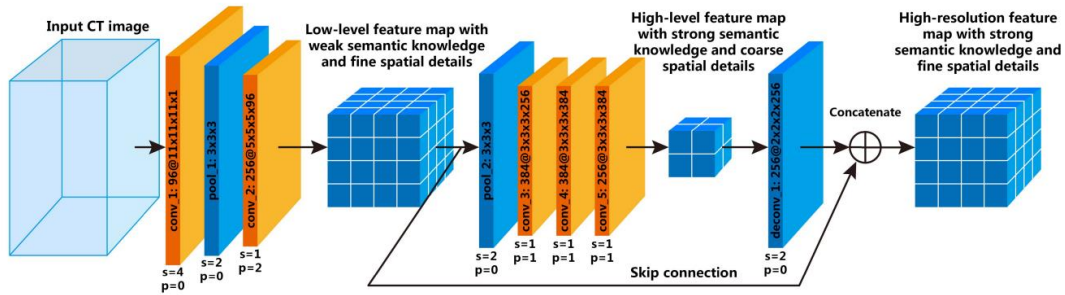 Input CT image
conv_1: 96@11x11x11x1
s=4
p=0
pool_1: 3x3x3
s=2
p=0
conv_2: 256@5x5x5x96
s=1
p=2
Low-level feature map with
weak semantic knowledge
and fine spatial details
pool_2: 3x3x3
s=2
p=0
conv_3: 384@3x3x3x256
s=1
p=1
conv_4: 384@3x3x3x384
s=1
p=1
conv_5: 256@3x3x3x384
s=1
p=1
High-level feature map
with strong semantic
knowledge and coarse
spatial details
deconv_1: 256@2x2x2x256
s=2
p=0
Skip connection
Concatenate
High-resolution feature
map with strong
semantic knowledge and
fine spatial details